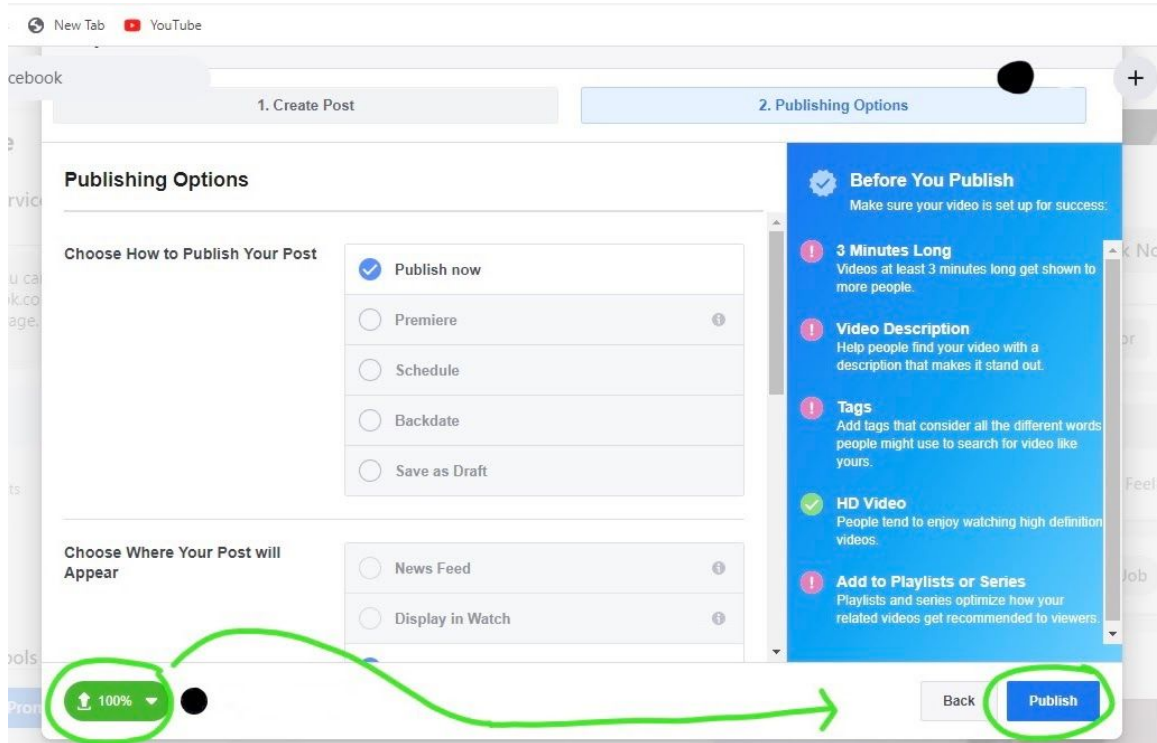 New Tab
YouTube
cebook
1. Create Post
2. Publishing Options
Publishing Options
Choose How to Publish Your Post
Publish now
Premiere
Schedule
Backdate
Save as Draft
Choose Where Your Post will
Appear
News Feed
Display in Watch
100%
Back
Publish
Before You Publish
Make sure your video is set up for success:
3 Minutes Long
Videos at least 3 minutes long get shown to
more people.
Video Description
Help people find your video with a
description that makes it stand out.
Tags
Add tags that consider all the different words
people might use to search for video like
yours.
HD Video
People tend to enjoy watching high definition
videos.
Add to Playlists or Series
Playlists and series optimize how your
related videos get recommended to viewers.